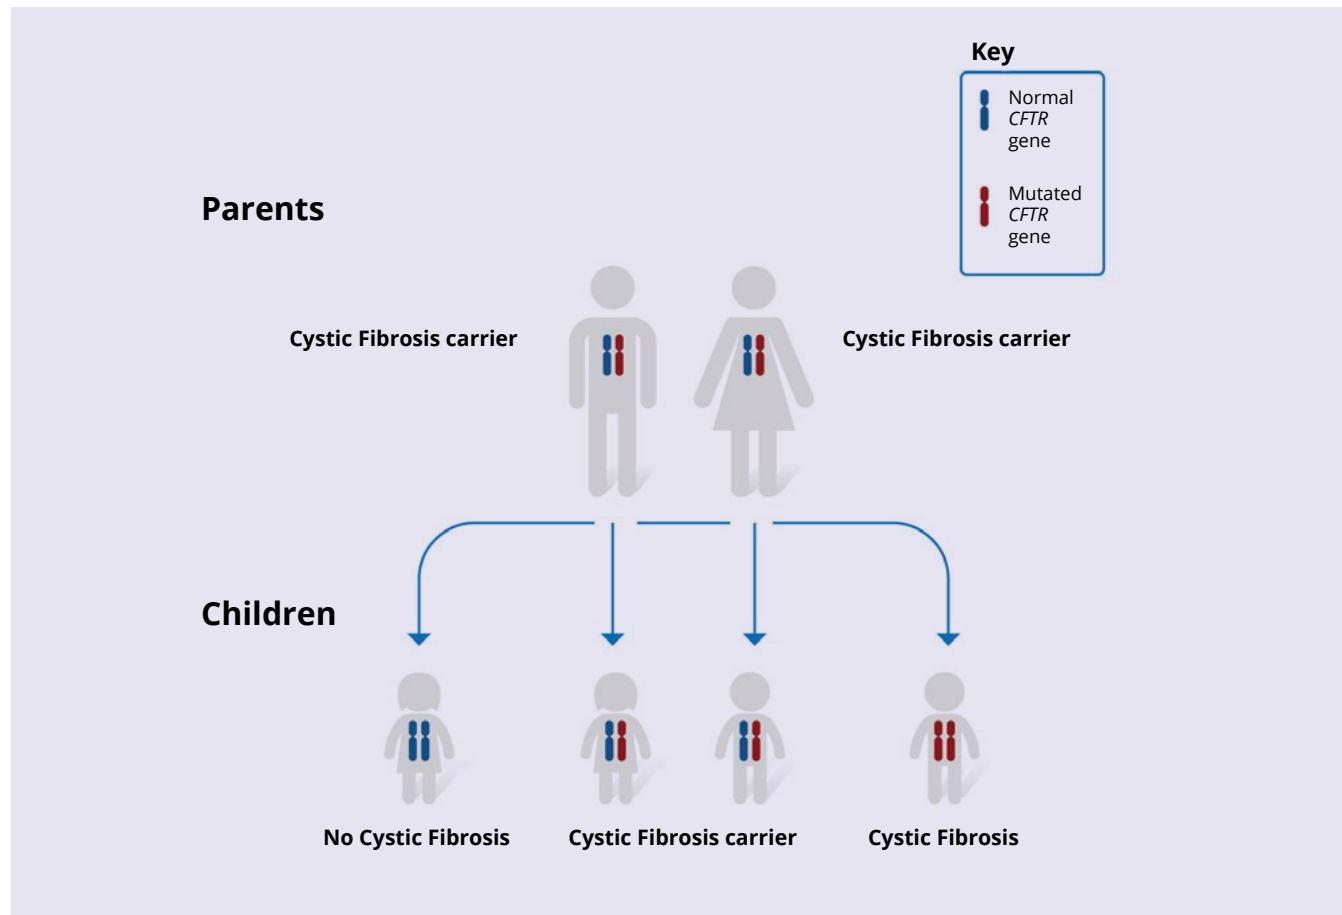 Key
Normal
CFTR
gene
Mutated
CFTR
gene
Parents
Cystic Fibrosis carrier
Cystic Fibrosis carrier
Children
No Cystic Fibrosis
Cystic Fibrosis carrier
Cystic Fibrosis